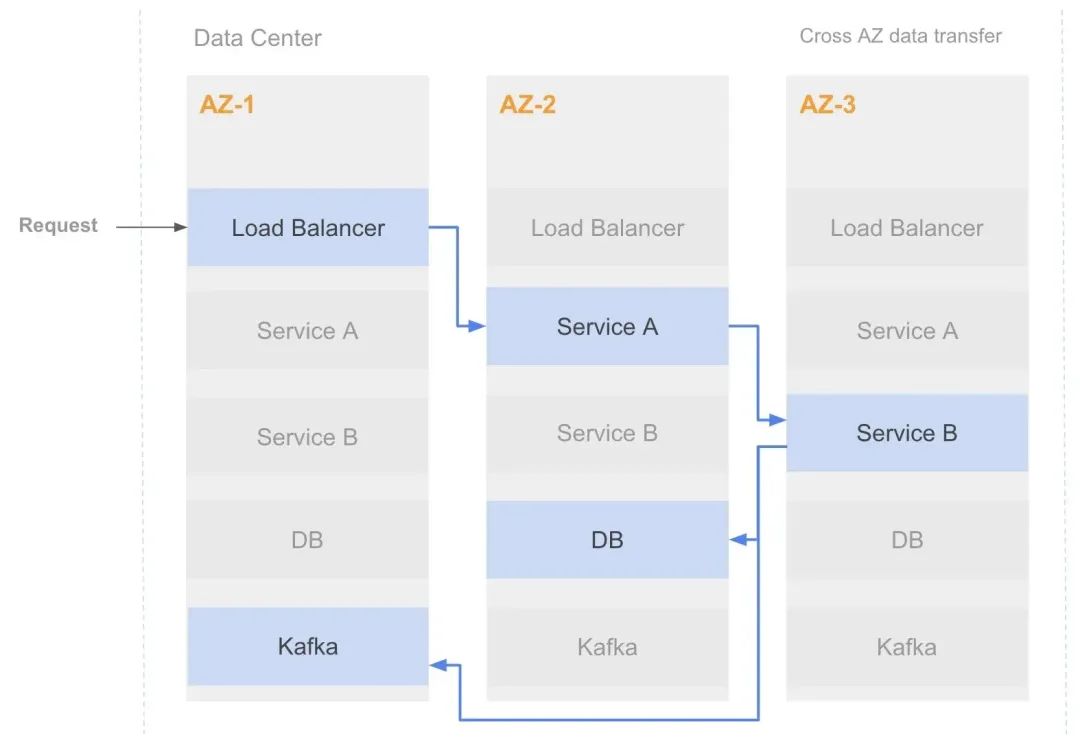 Data Center
Cross AZ data transfer
AZ-1
AZ-2
AZ-3
Request
Load Balancer
Load Balancer
Load Balancer
Service A
Service A
Service A
Service B
Service B
Service B
DB
DB
DB
Kafka
Kafka
Kafka